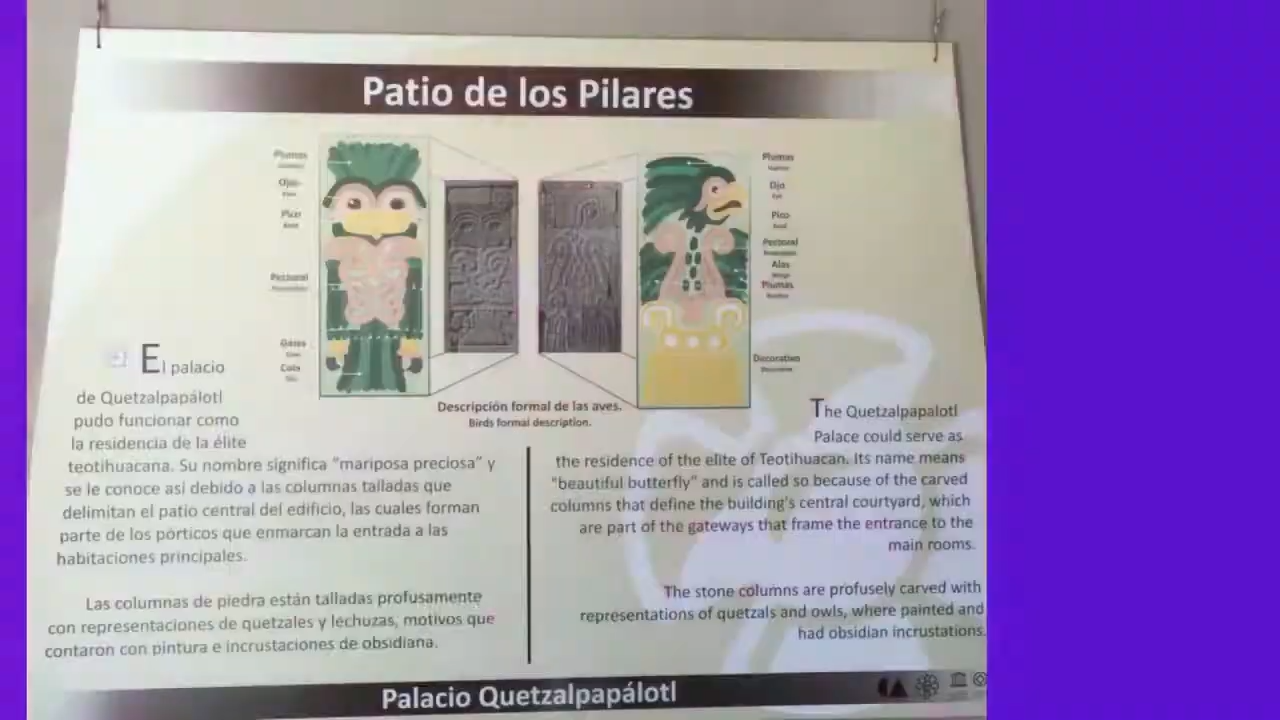 Patio de los Pilares
Plumas
Ojos
Pico
Pectoral
Garras
Cola
Plumas
Ojo
Pico
Pectoral
Alas
Plumas
Decorativo
Descripción formal de las aves.
Birds formal description.
El palacio
de Quetzalpapálotl
pudo funcionar como
la residencia de la élite
teotihuacana. Su nombre significa "mariposa preciosa" y
se le conoce así debido a las columnas talladas que
delimitan el patio central del edificio, las cuales forman
parte de los pórticos que enmarcan la entrada a las
habitaciones principales.
Las columnas de piedra están talladas profusamente
con representaciones de quetzales y lechuzas, motivos que
contaron con pintura e incrustaciones de obsidiana.
The Quetzalpapalotl
Palace could serve as
the residence of the elite of Teotihuacan. Its name means
"beautiful butterfly" and is called so because of the carved
columns that define the building's central courtyard, which
are part of the gateways that frame the entrance to the
main rooms.
The stone columns are profusely carved with
representations of quetzals and owls, where painted and
had obsidian incrustations.
Palacio Quetzalpapálotl